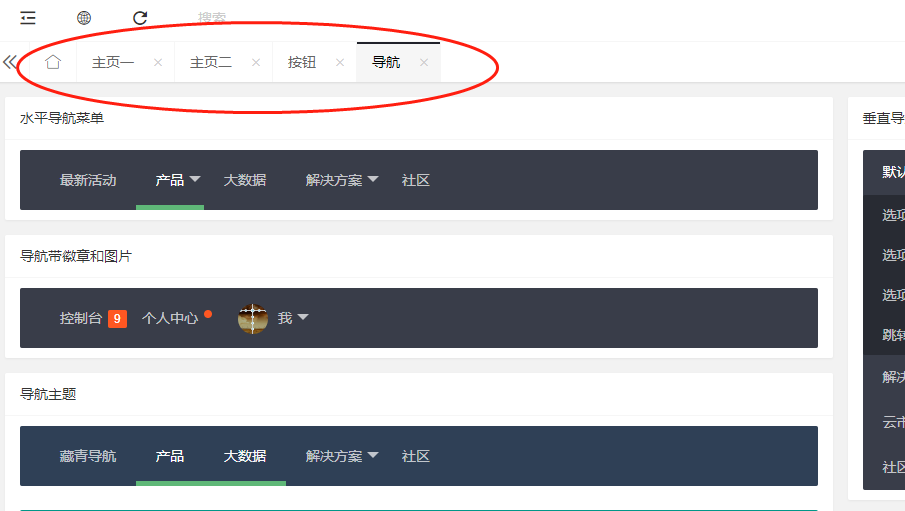 搜索
主页一 主页二 按钮 导航
水平导航菜单
最新活动 产品 大数据 解决方案 社区
导航带徽章和图片
控制台 9 个人中心 我
导航主题
藏青导航 产品 大数据 解决方案 社区
垂直导
默认
选项
选项
选项
跳转
解决
云市
社区